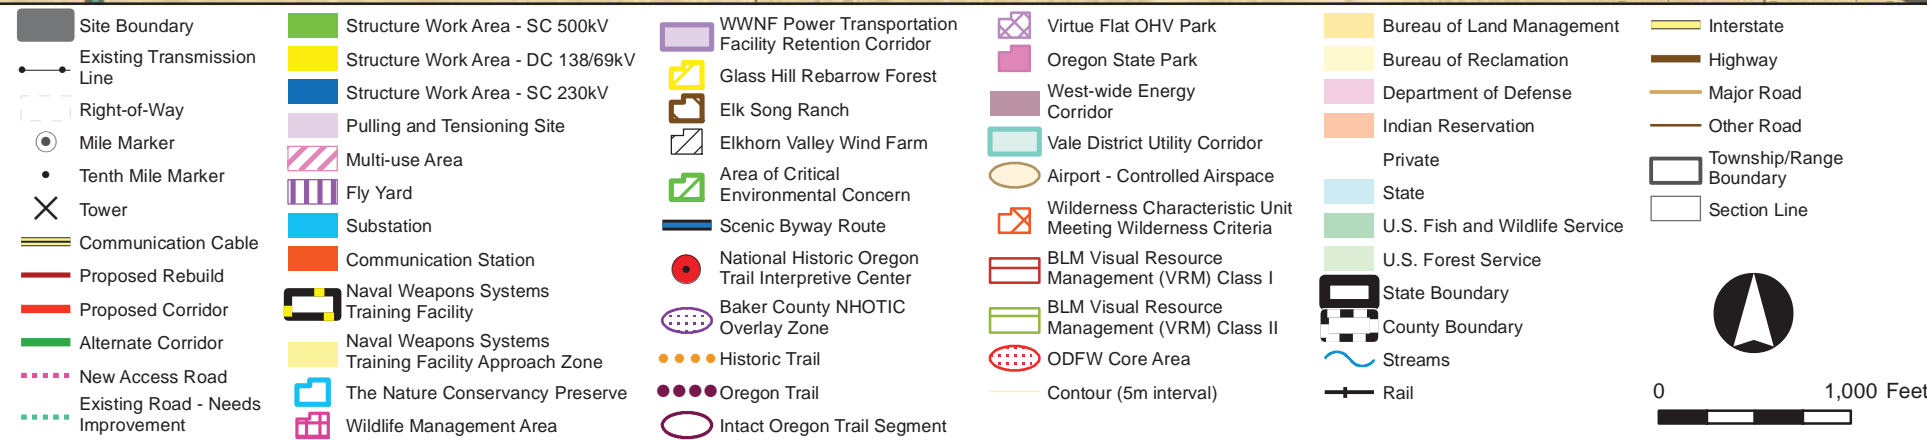 Site Boundary
Existing Transmission
Line
Right-of-Way
Mile Marker
Tenth Mile Marker
Tower
Communication Cable
Proposed Rebuild
Proposed Corridor
Alternate Corridor
New Access Road
Existing Road - Needs
Improvement
Structure Work Area - SC 500kV
Structure Work Area - DC 138/69kV
Structure Work Area - SC 230kV
Pulling and Tensioning Site
Multi-use Area
Fly Yard
Substation
Communication Station
Naval Weapons Systems
Training Facility
Naval Weapons Systems
Training Facility Approach Zone
The Nature Conservancy Preserve
Wildlife Management Area
WWNF Power Transportation
Facility Retention Corridor
Glass Hill Rebarrow Forest
Elk Song Ranch
Elkhorn Valley Wind Farm
Area of Critical
Environmental Concern
Scenic Byway Route
National Historic Oregon
Trail Interpretive Center
Baker County NHOTIC
Overlay Zone
Historic Trail
Oregon Trail
Intact Oregon Trail Segment
Virtue Flat OHV Park
Oregon State Park
West-wide Energy
Corridor
Vale District Utility Corridor
Airport - Controlled Airspace
Wilderness Characteristic Unit
Meeting Wilderness Criteria
BLM Visual Resource
Management (VRM) Class I
BLM Visual Resource
Management (VRM) Class II
ODFW Core Area
Contour (5m interval)
Bureau of Land Management
Bureau of Reclamation
Department of Defense
Indian Reservation
Private
State
U.S. Fish and Wildlife Service
U.S. Forest Service
State Boundary
County Boundary
Streams
Rail
Interstate
Highway
Major Road
Other Road
Township/Range
Boundary
Section Line
0 1,000 Feet